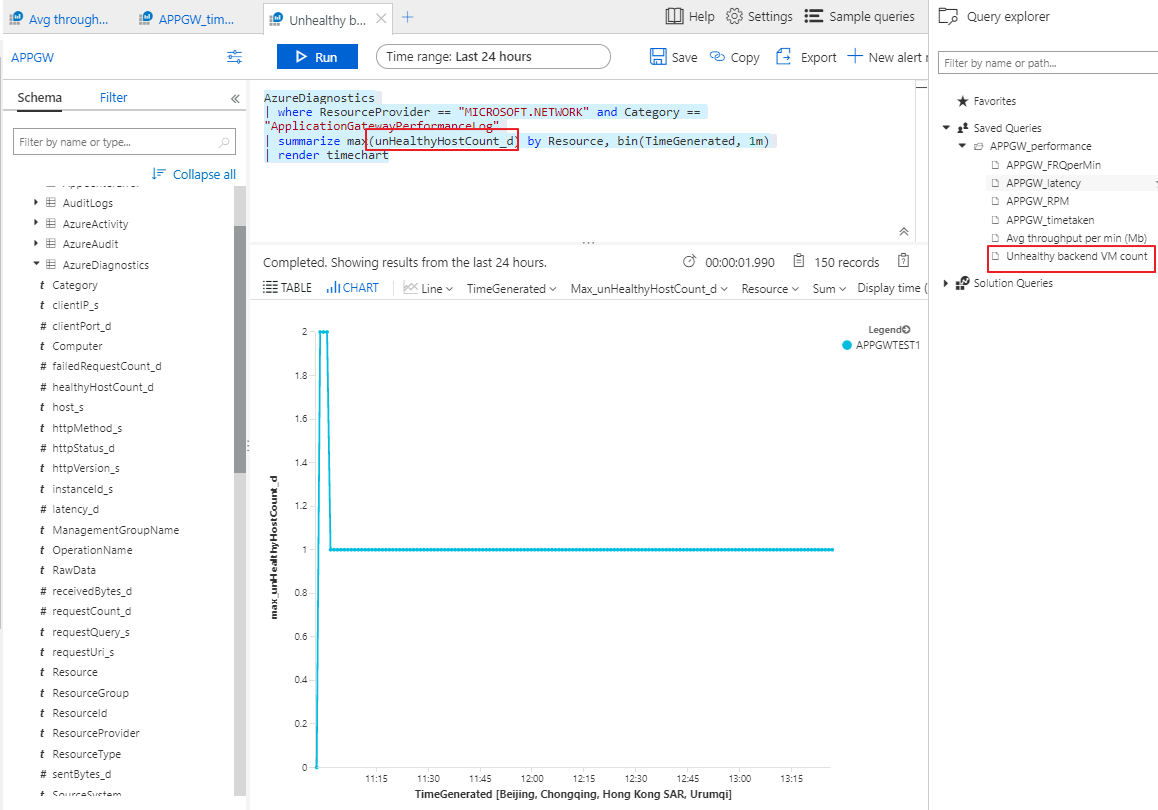 Avg through...
APPGW_tim...
Unhealthy b...
Help
Settings
Sample queries
Query explorer
APPGW
Run
Time range: Last 24 hours
Save
Copy
Export
New alert r
Filter by name or path...
Schema
Filter
Filter by name or type...
Collapse all
AuditLogs
AzureActivity
AzureAudit
AzureDiagnostics
Category
clientIP_s
clientPort_d
Computer
failedRequestCount_d
healthyHostCount_d
host_s
httpMethod_s
httpStatus_d
httpVersion_s
instanceId_s
latency_d
ManagementGroupName
OperationName
RawData
receivedBytes_d
requestCount_d
requestQuery_s
requestUri_s
Resource
ResourceGroup
ResourceId
ResourceProvider
ResourceType
sentBytes_d
SourceSystem
AzureDiagnostics
| where ResourceProvider == "MICROSOFT.NETWORK" and Category ==
"ApplicationGatewayPerformanceLog"
| summarize max(unHealthyHostCount_d) by Resource, bin(TimeGenerated, 1m)
| render timechart
Completed. Showing results from the last 24 hours.
00:00:01.990
150 records
TABLE
CHART
Line
TimeGenerated
Max_unHealthyHostCount_d
Resource
Sum
Display time (
Legend
APPGWTEST1
max_unHealthyHostCount_d
2
1.8
1.6
1.4
1.2
1
0.8
0.6
0.4
0.2
0
11:15
11:30
11:45
12:00
12:15
12:30
12:45
13:00
13:15
TimeGenerated [Beijing, Chongqing, Hong Kong SAR, Urumqi]
Favorites
Saved Queries
APPGW_performance
APPGW_FRQperMin
APPGW_latency
APPGW_RPM
APPGW_timetaken
Avg throughput per min (Mb)
Unhealthy backend VM count
Solution Queries